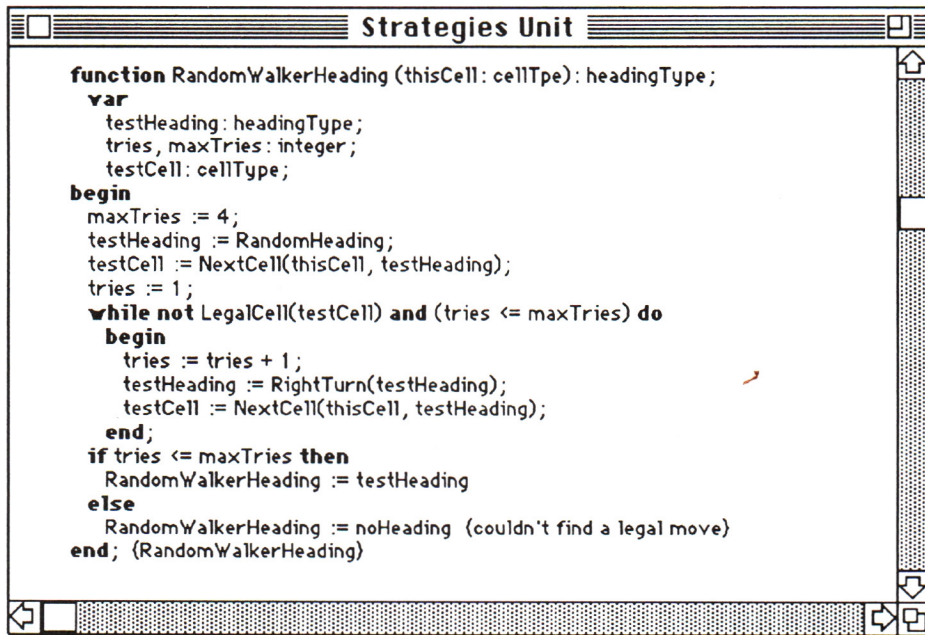 Strategies Unit
function RandomWalkerHeading (thisCell: cellTpe): headingType;
var
testHeading: headingType;
tries, maxTries: integer;
testCell: cellType;
begin
maxTries := 4;
testHeading := RandomHeading;
testCell := NextCell(thisCell, testHeading);
tries := 1;
while not LegalCell(testCell) and (tries <= maxTries) do
begin
tries := tries + 1;
testHeading := RightTurn(testHeading);
testCell := NextCell(thisCell, testHeading);
end;
if tries <= maxTries then
RandomWalkerHeading := testHeading
else
RandomWalkerHeading := noHeading {couldn't find a legal move}
end; {RandomWalkerHeading}